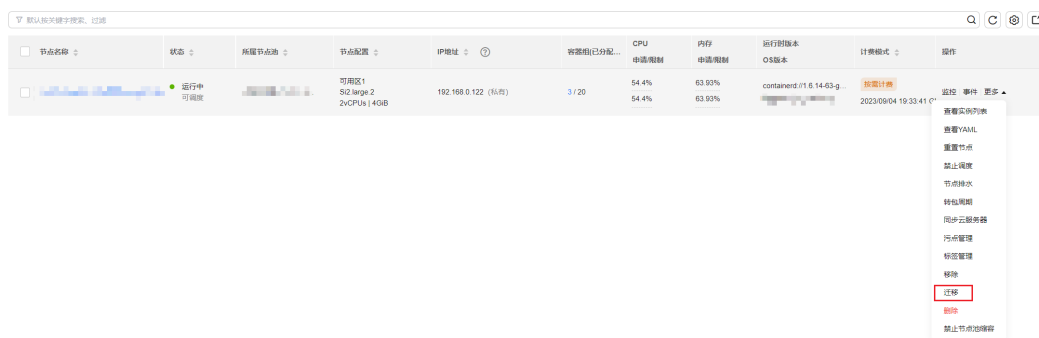 默认按关键字搜索、过滤
节点名称 状态 所属节点池 节点配置 IP地址 容器组(已分配... CPU 内存 运行时版本 计费模式 操作
申请/限制 申请/限制 OS版本
运行中 可用区1 54.4% 63.93% containerd://1.6.14-63-g... 按需计费
可调度 Si2.large.2 192.168.0.122 (私有) 3 / 20 监控 事件 更多
2vCPUs | 4GiB 54.4% 63.93% 2023/09/04 19:33:41 G
查看实例列表
查看YAML
重置节点
禁止调度
节点排水
转包周期
同步云服务器
污点管理
标签管理
移除
迁移
删除
禁止节点池缩容